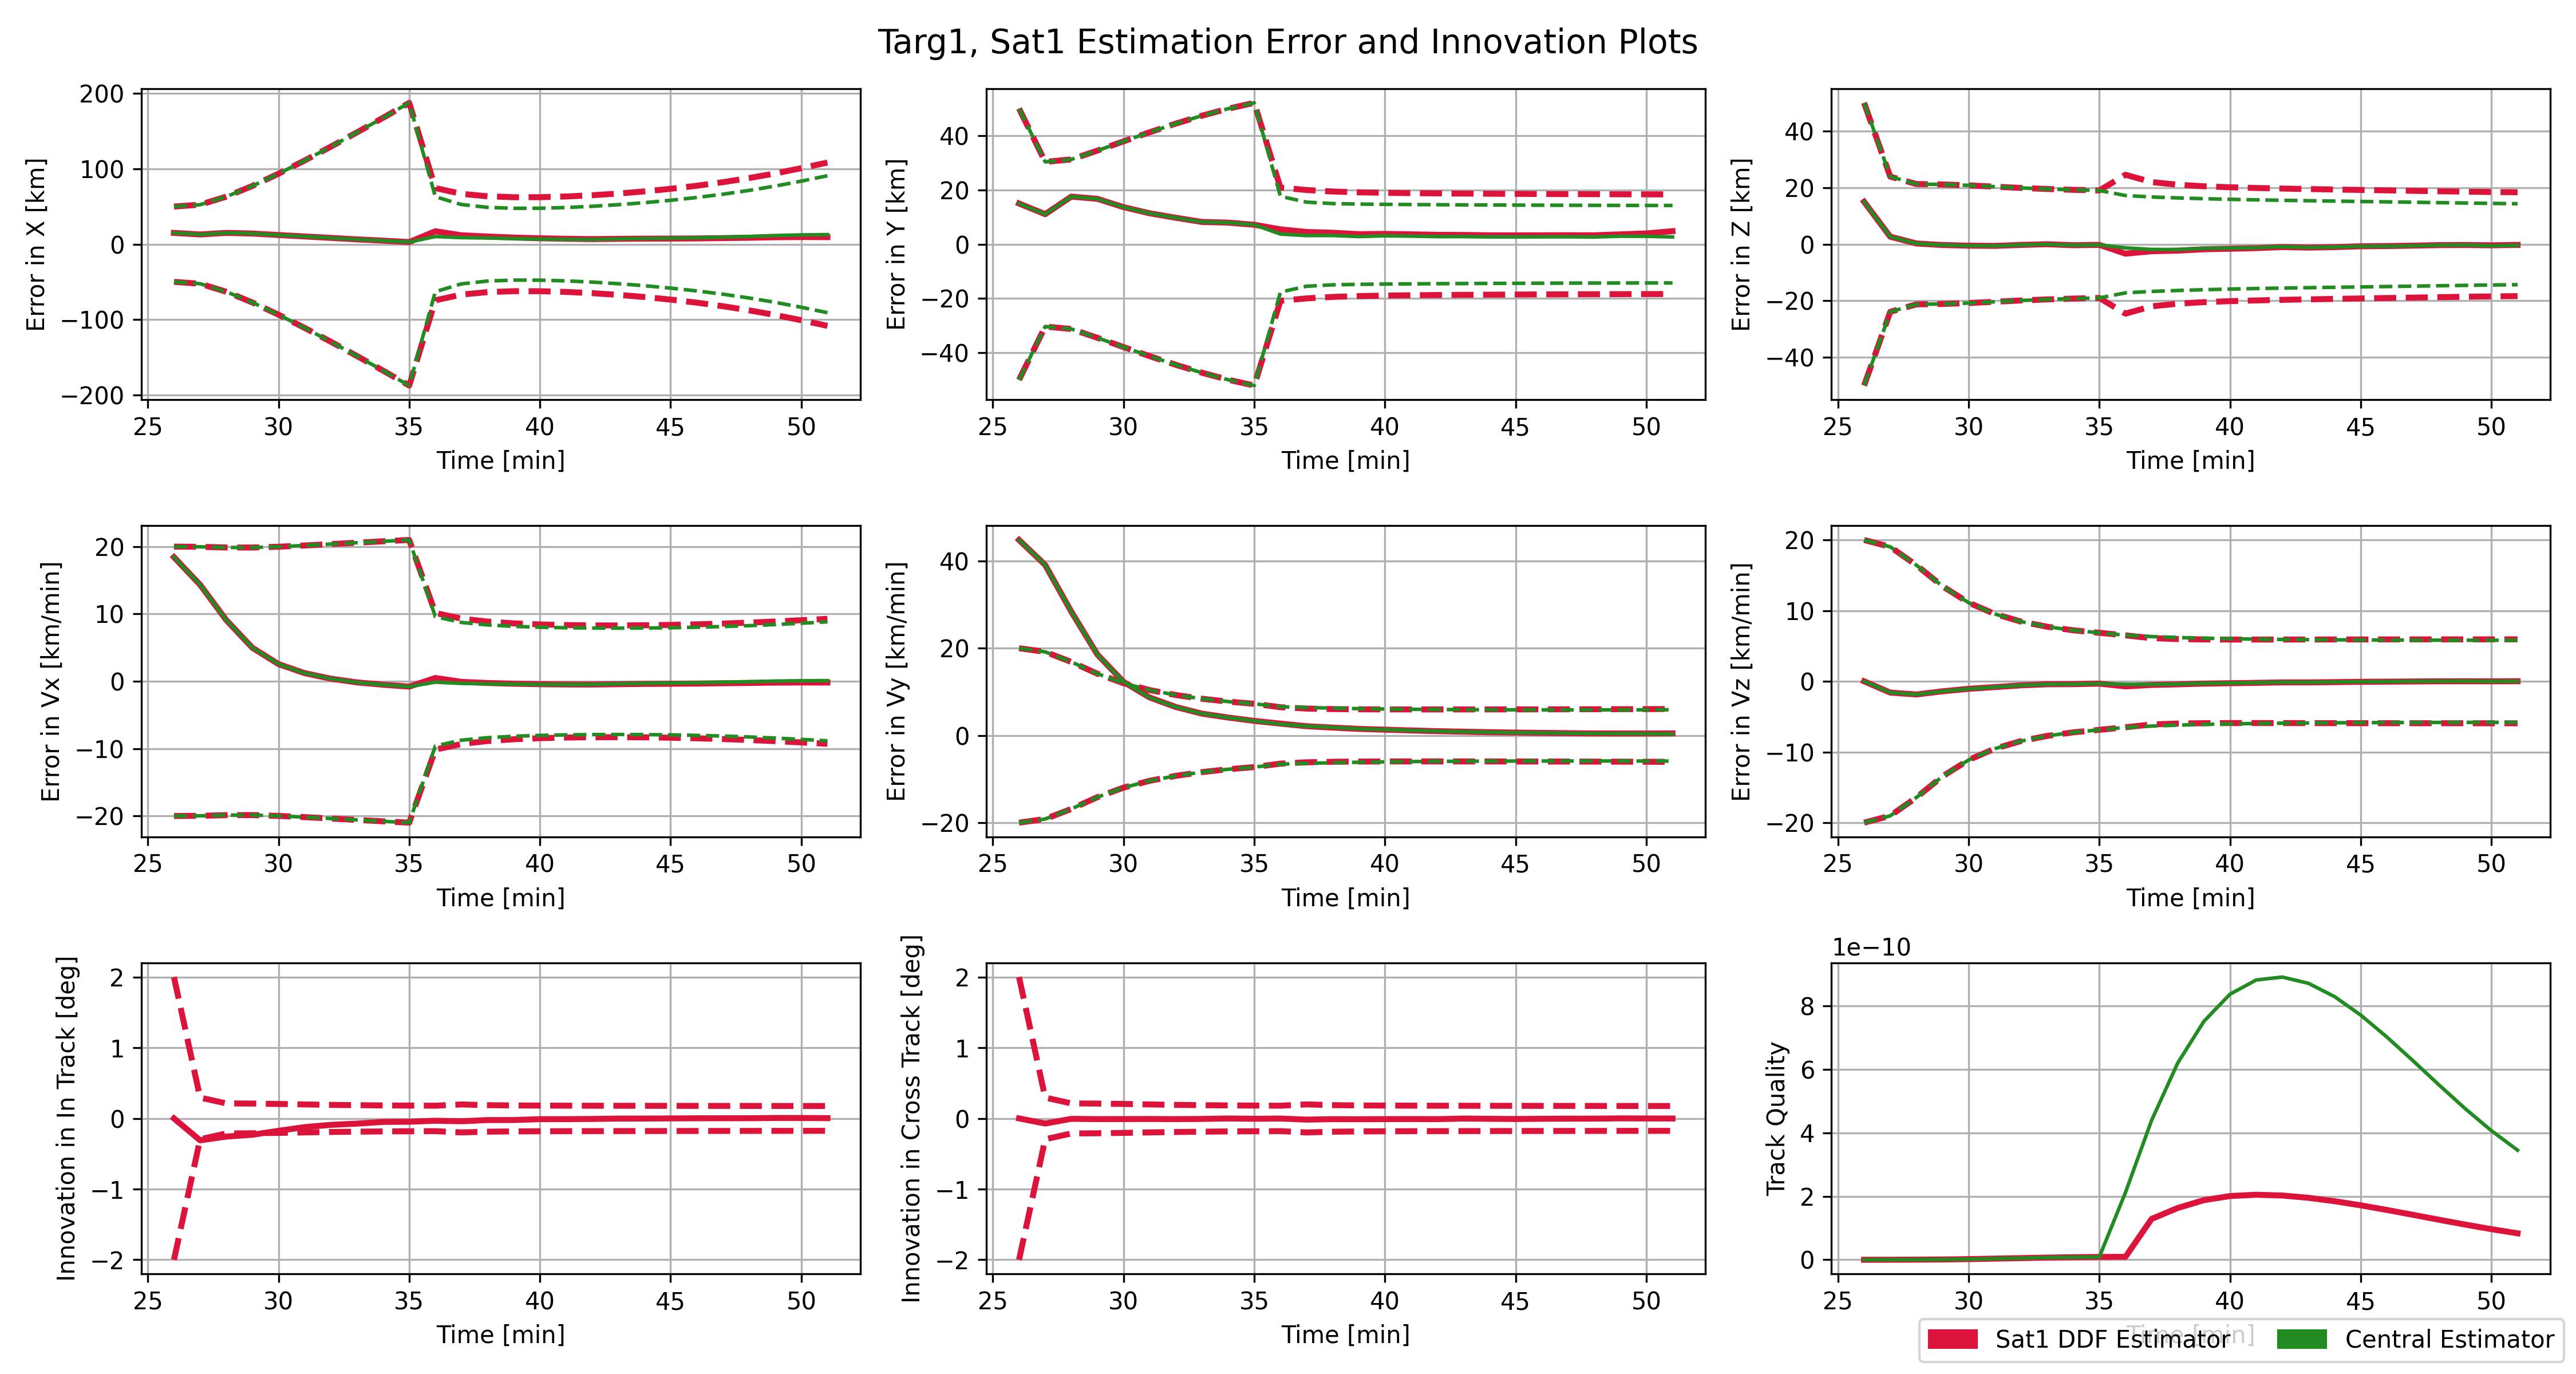 Targ1, Sat1 Estimation Error and Innovation Plots
Error in X [km]
200
100
0
−100
−200
25 30 35 40 45 50
Time [min]
Error in Y [km]
40
20
0
−20
−40
25 30 35 40 45 50
Time [min]
Error in Z [km]
40
20
0
−20
−40
25 30 35 40 45 50
Time [min]
Error in Vx [km/min]
20
10
0
−10
−20
25 30 35 40 45 50
Time [min]
Error in Vy [km/min]
40
20
0
−20
25 30 35 40 45 50
Time [min]
Error in Vz [km/min]
20
10
0
−10
−20
25 30 35 40 45 50
Time [min]
Innovation in In Track [deg]
2
1
0
−1
−2
25 30 35 40 45 50
Time [min]
Innovation in Cross Track [deg]
2
1
0
−1
−2
25 30 35 40 45 50
Time [min]
1e−10
Track Quality
8
6
4
2
0
25 30 35 40 45 50
Time [min]
Sat1 DDF Estimator
Central Estimator